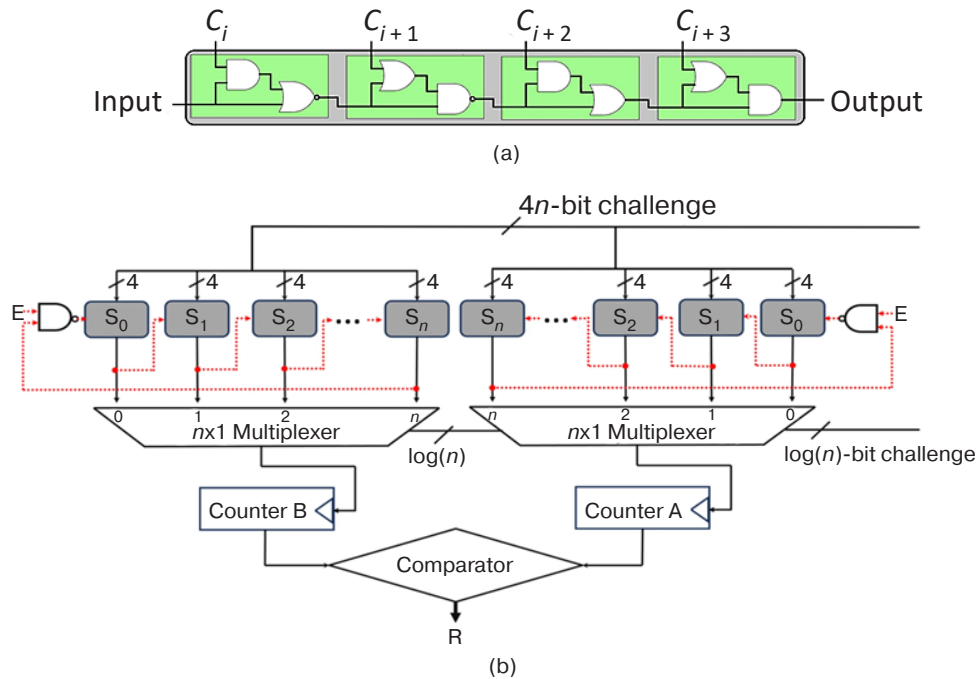 C_i C_{i+1} C_{i+2} C_{i+3}
Input Output
(a)
4n-bit challenge
4 4 4 4 4 4 4 4
E S_0 S_1 S_2 ••• S_n S_n ••• S_2 S_1 S_0 E
0 1 2 n n 2 1 0
nx1 Multiplexer nx1 Multiplexer
log(n) log(n)-bit challenge
Counter B Counter A
Comparator
R
(b)